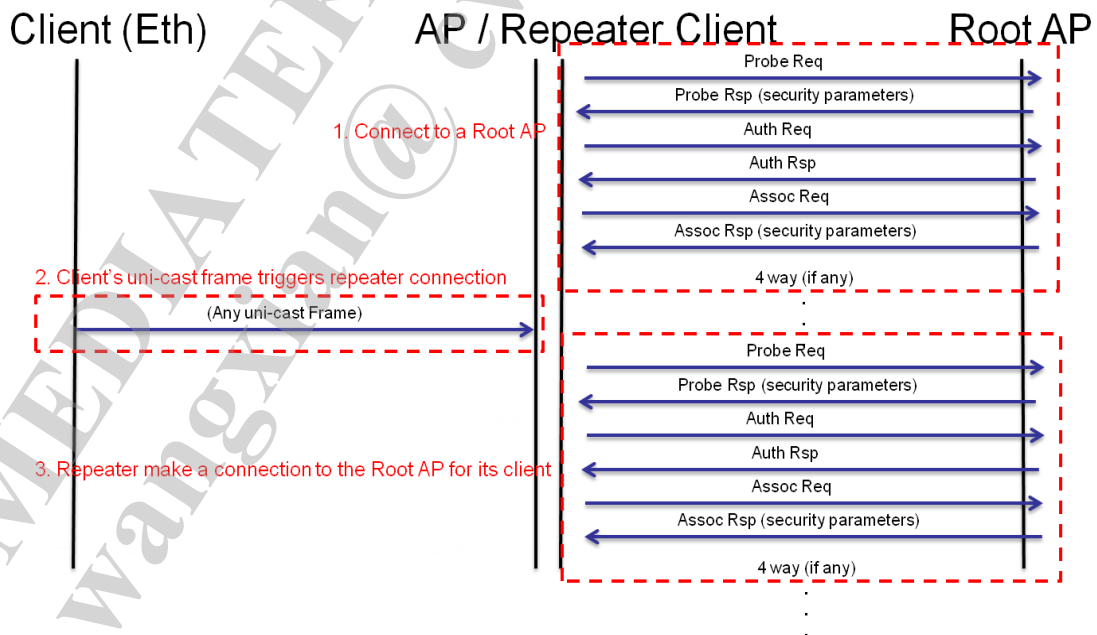 Client (Eth)
AP / Repeater Client
Root AP
Probe Req
Probe Rsp (security parameters)
1. Connect to a Root AP
Auth Req
Auth Rsp
Assoc Req
Assoc Rsp (security parameters)
2. Client's uni-cast frame triggers repeater connection
4 way (if any)
(Any uni-cast Frame)
Probe Req
Probe Rsp (security parameters)
Auth Req
Auth Rsp
3. Repeater make a connection to the Root AP for its client
Assoc Req
Assoc Rsp (security parameters)
4 way (if any)
MEDIATEK
wangxian@ c